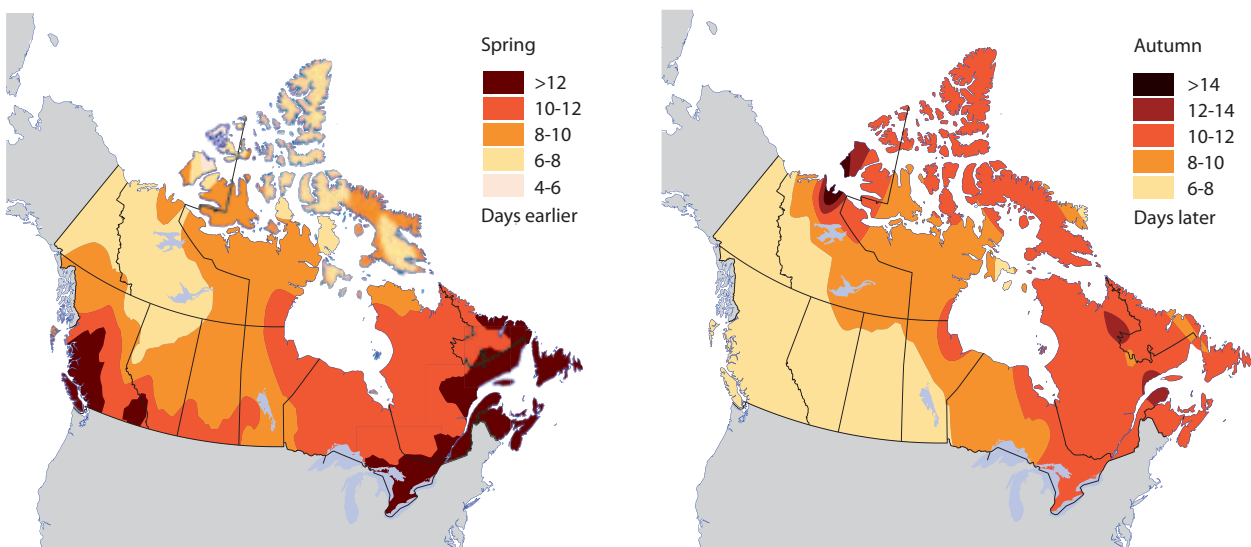 Spring
>12
10-12
8-10
6-8
4-6
Days earlier
Autumn
>14
12-14
10-12
8-10
6-8
Days later